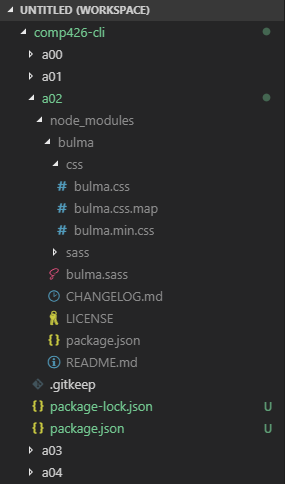 UNTITLED (WORKSPACE)
comp426-cli
a00
a01
a02
node_modules
bulma
css
# bulma.css
# bulma.css.map
# bulma.min.css
sass
bulma.sass
CHANGELOG.md
LICENSE
{ } package.json
README.md
.gitkeep
{ } package-lock.json U
{ } package.json U
a03
a04